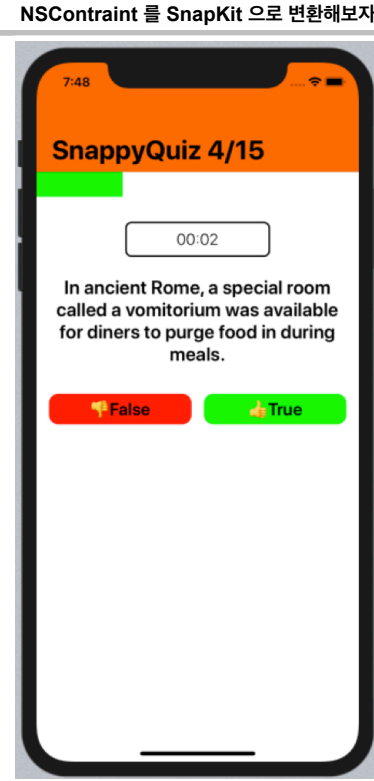 NSContraint 를 SnapKit 으로 변환해보자
7:48
SnappyQuiz 4/15
00:02
In ancient Rome, a special room
called a vomitorium was available
for diners to purge food in during
meals.
👎False
👍True